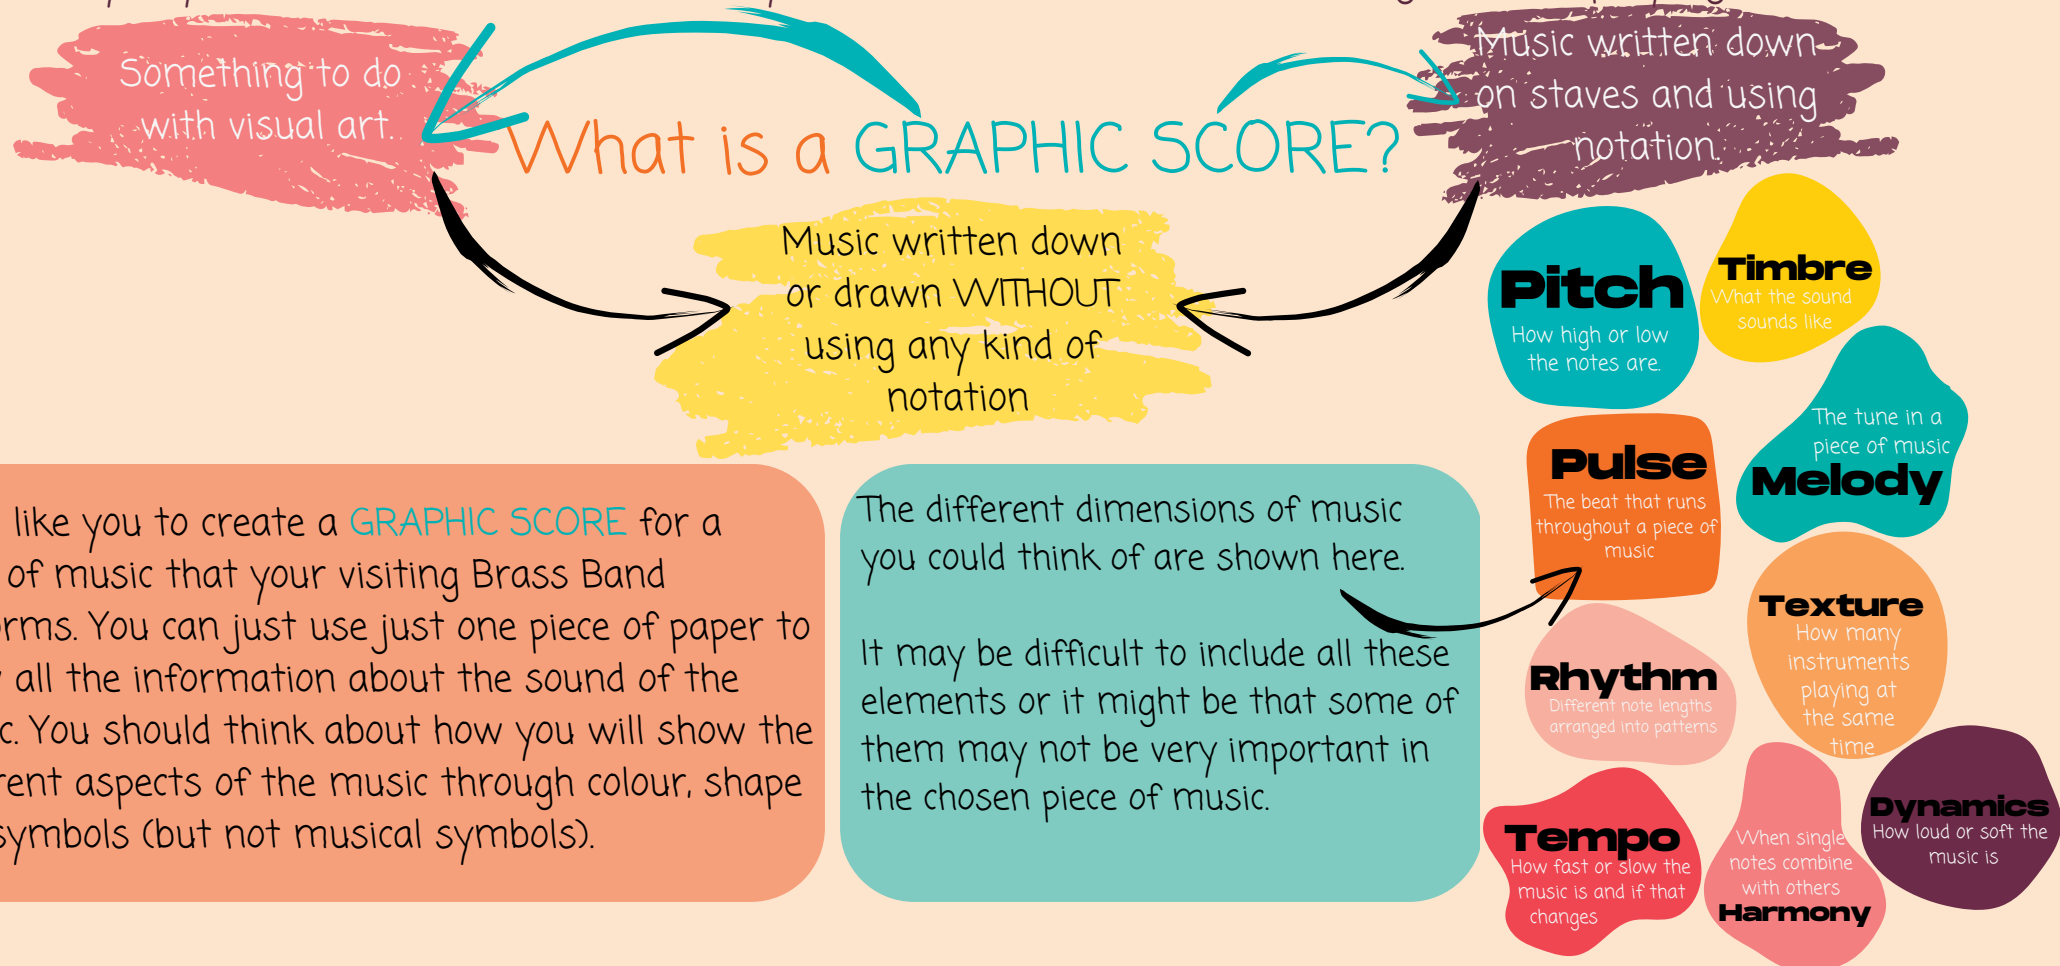 Something to do
with visual art.
What is a GRAPHIC SCORE?
Music written down
on staves and using
notation.
Music written down
or drawn WITHOUT
using any kind of
notation
like you to create a GRAPHIC SCORE for a
of music that your visiting Brass Band
rms. You can just use just one piece of paper to
all the information about the sound of the
c. You should think about how you will show the
rent aspects of the music through colour, shape
symbols (but not musical symbols).
The different dimensions of music
you could think of are shown here.
It may be difficult to include all these
elements or it might be that some of
them may not be very important in
the chosen piece of music.
Pitch
How high or low
the notes are.
Timbre
What the sound
sounds like
The tune in a
piece of music
Melody
Pulse
The beat that runs
throughout a piece of
music
Texture
How many
instruments
playing at
the same
time
Rhythm
Different note lengths
arranged into patterns
Dynamics
How loud or soft the
music is
Tempo
How fast or slow the
music is and if that
changes
When single
notes combine
with others
Harmony